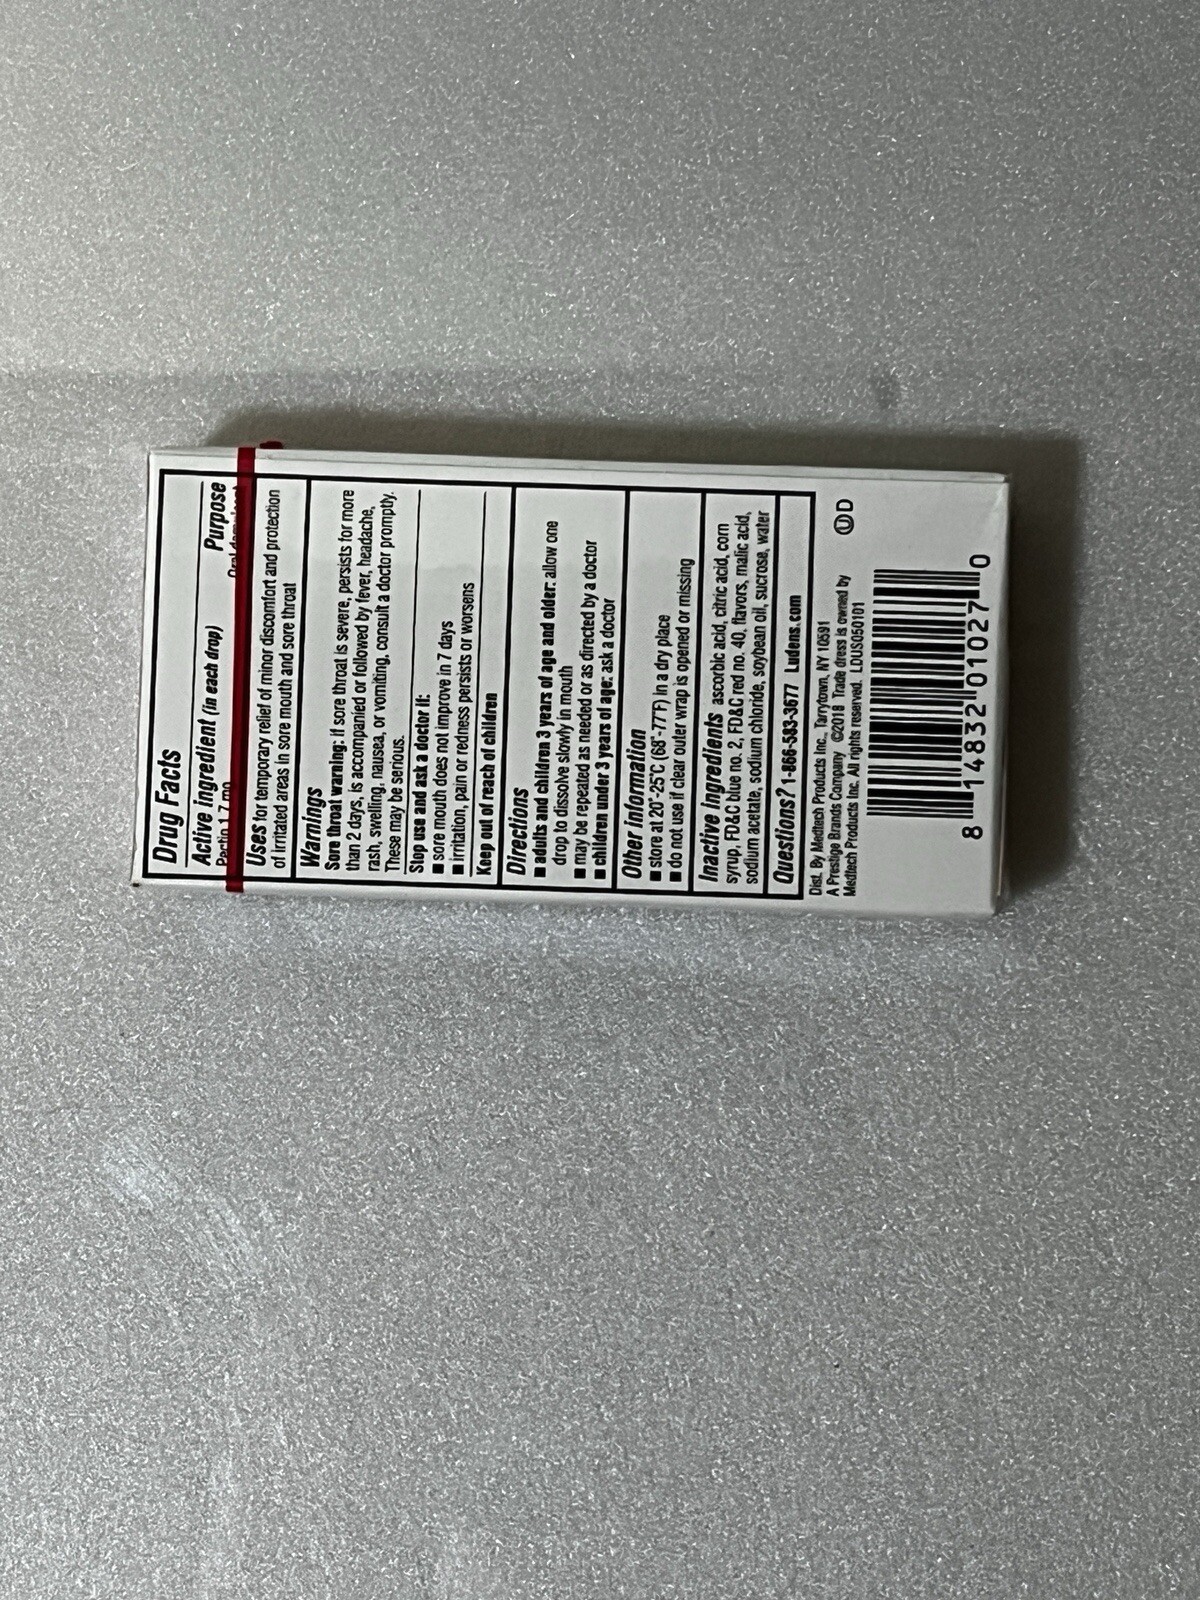 Drug Facts
Active ingredient (in each drop) Purpose
Pectin 1.7 mg
Uses for temporary relief of minor discomfort and protection
of irritated areas in sore mouth and sore throat
Warnings
Sore throat warning: if sore throat is severe, persists for more
than 2 days, is accompanied or followed by fever, headache,
rash, swelling, nausea, or vomiting, consult a doctor promptly.
These may be serious.
Stop use and ask a doctor if:
■ sore mouth does not improve in 7 days
■ irritation, pain or redness persists or worsens
Keep out of reach of children
Directions
■ adults and children 3 years of age and older: allow one
drop to dissolve slowly in mouth
■ may be repeated as needed or as directed by a doctor
■ children under 3 years of age: ask a doctor
Other information
■ store at 20°-25°C (68°-77°F) in a dry place
■ do not use if clear outer wrap is opened or missing
Inactive ingredients ascorbic acid, citric acid, corn
syrup, FD&C blue no. 2, FD&C red no. 40, flavors, malic acid,
sodium acetate, sodium chloride, soybean oil, sucrose, water
Questions? 1-866-583-3677 Ludens.com
Dist. By Medtech Products Inc., Tarrytown, NY 10591
A Prestige Brands Company ©2018 Trade dress is owned by
Medtech Products Inc. All rights reserved. LDUS050101
UD
8 14832 01027 0